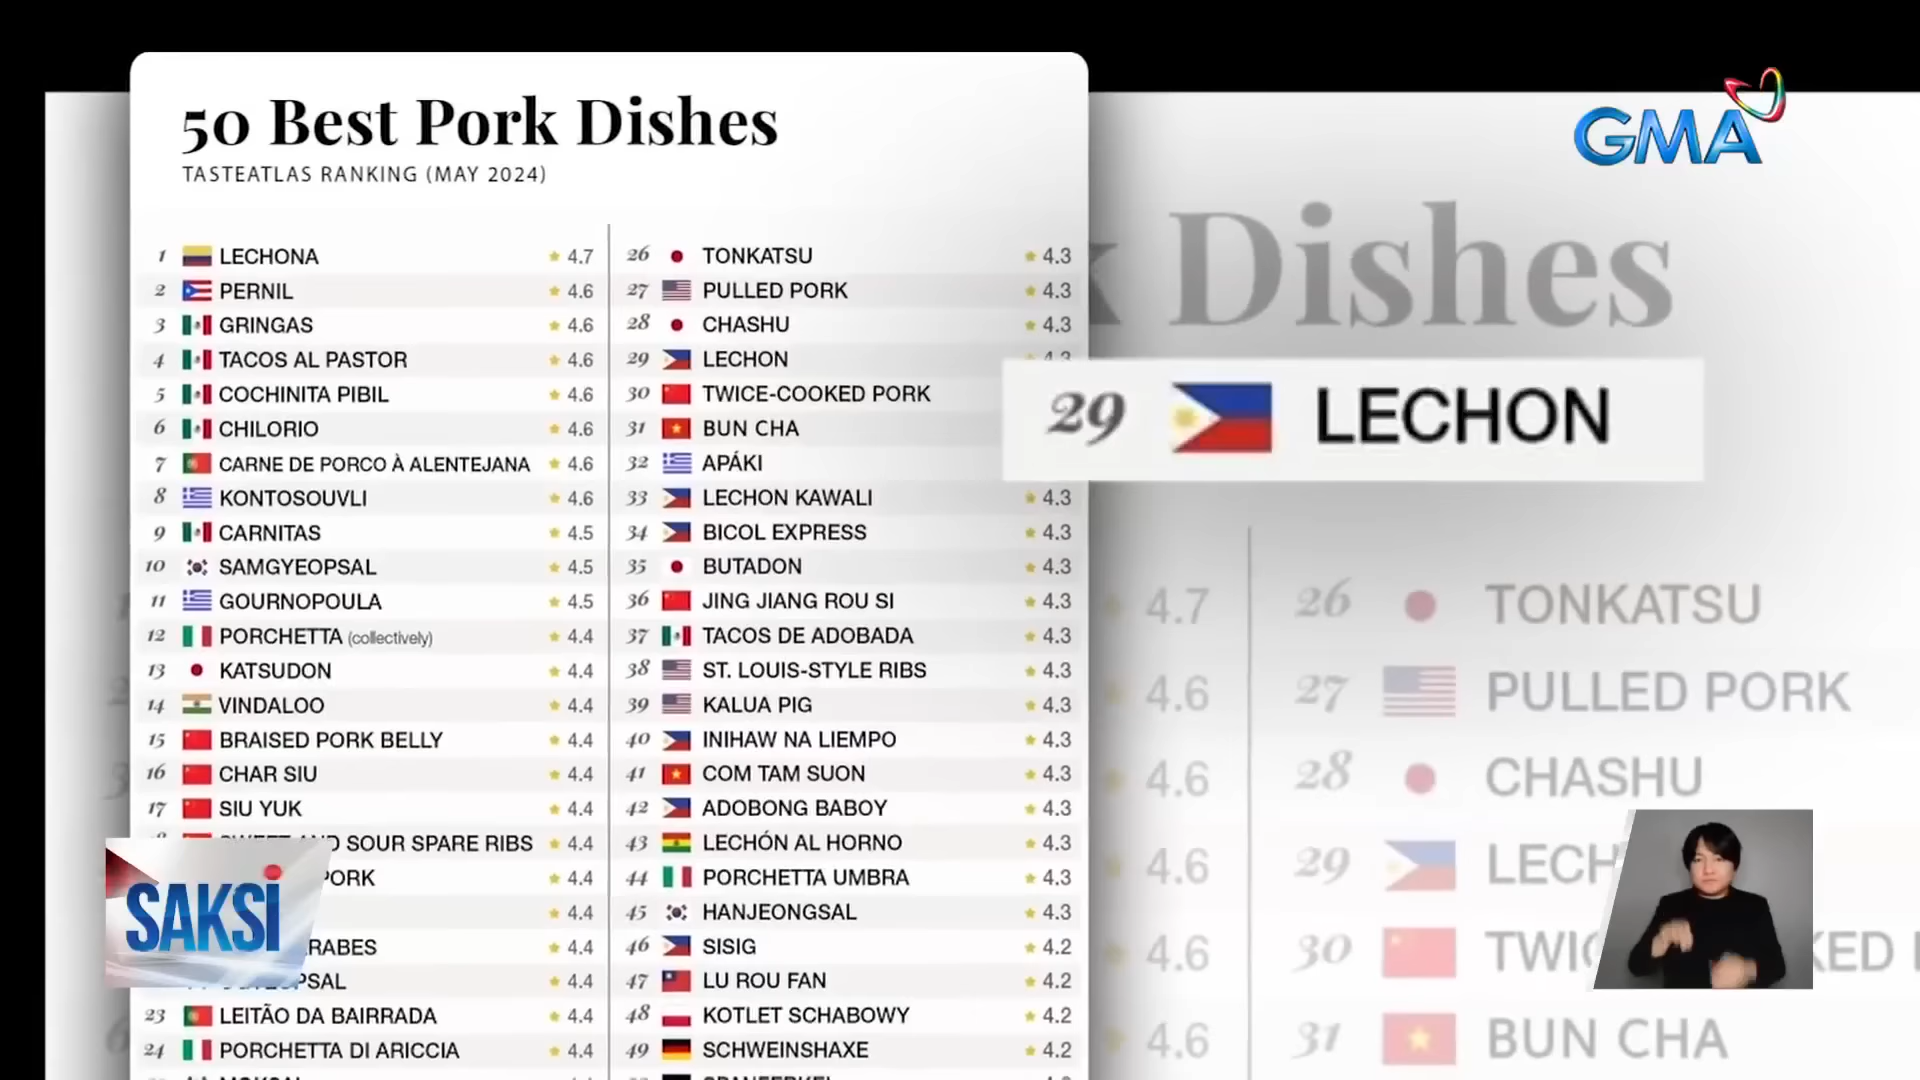 50 Best Pork Dishes
TASTEATLAS RANKING (MAY 2024)
1 LECHONA 4.7
2 PERNIL 4.6
3 GRINGAS 4.6
4 TACOS AL PASTOR 4.6
5 COCHINITA PIBIL 4.6
6 CHILORIO 4.6
7 CARNE DE PORCO À ALENTEJANA 4.6
8 KONTOSOUVLI 4.6
9 CARNITAS 4.5
10 SAMGYEOPSAL 4.5
11 GOURNOPOULA 4.5
12 PORCHETTA (collectively) 4.4
13 KATSUDON 4.4
14 VINDALOO 4.4
15 BRAISED PORK BELLY 4.4
16 CHAR SIU 4.4
17 SIU YUK 4.4
SWEET AND SOUR SPARE RIBS 4.4
PORK 4.4
4.4
4.4
4.4
23 LEITÃO DA BAIRRADA 4.4
24 PORCHETTA DI ARICCIA 4.4
26 TONKATSU 4.3
27 PULLED PORK 4.3
28 CHASHU 4.3
29 LECHON
30 TWICE-COOKED PORK
31 BUN CHA
32 APÁKI
33 LECHON KAWALI 4.3
34 BICOL EXPRESS 4.3
35 BUTADON 4.3
36 JING JIANG ROU SI 4.3
37 TACOS DE ADOBADA 4.3
38 ST. LOUIS-STYLE RIBS 4.3
39 KALUA PIG 4.3
40 INIHAW NA LIEMPO 4.3
41 COM TAM SUON 4.3
42 ADOBONG BABOY 4.3
43 LECHÓN AL HORNO 4.3
44 PORCHETTA UMBRA 4.3
45 HANJEONGSAL 4.3
46 SISIG 4.2
47 LU ROU FAN 4.2
48 KOTLET SCHABOWY 4.2
49 SCHWEINSHAXE 4.2
GMA
Dishes
29 LECHON
4.7 26 TONKATSU
4.6 27 PULLED PORK
4.6 28 CHASHU
4.6 29
4.6 30
4.6 31 BUN CHA
SAKSI